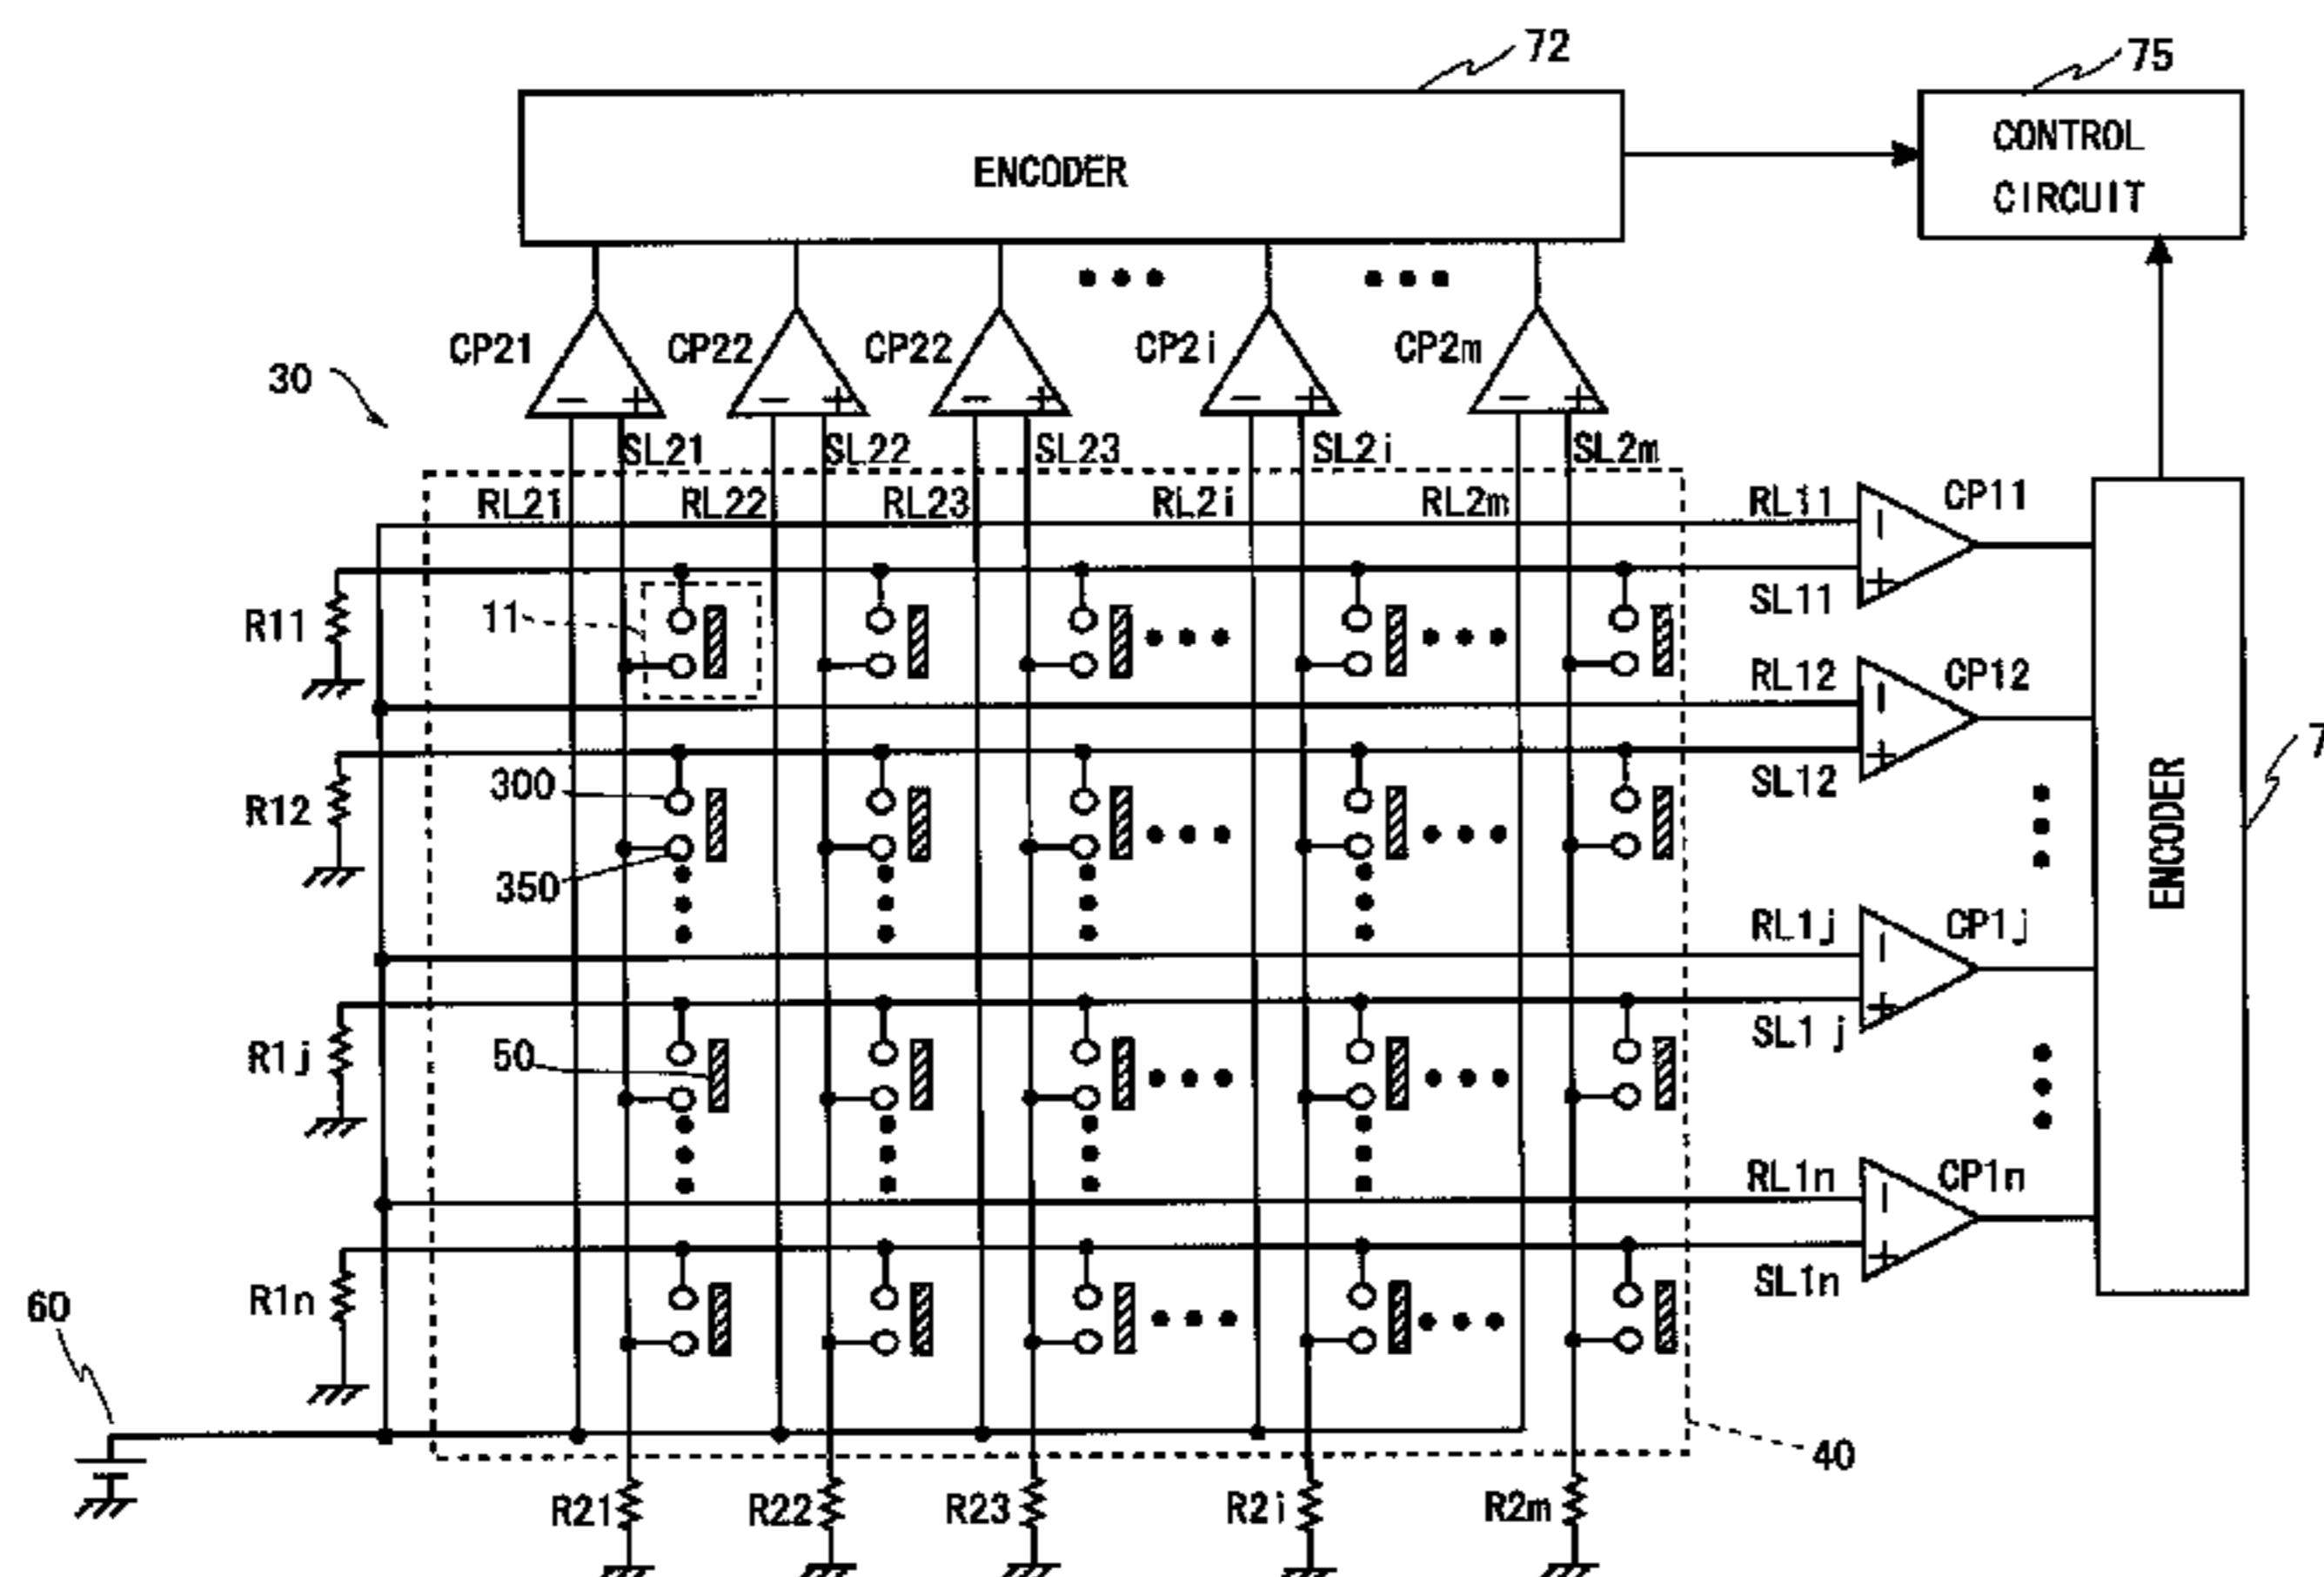 72
75
ENCODER
CONTROL
CIRCUIT
30
CP21
CP22
CP22
CP2i
CP2m
SL21
SL22
SL23
SL2i
SL2m
RL21
RL22
RL23
RL2i
RL2m
RL11
CP11
11
SL11
R11
RL12
CP12
300
SL12
R12
350
ENCODER
7
RL1j
CP1j
R1j
50
SL1j
RL1n
CP1n
R1n
SL1n
60
40
R21
R22
R23
R2i
R2m